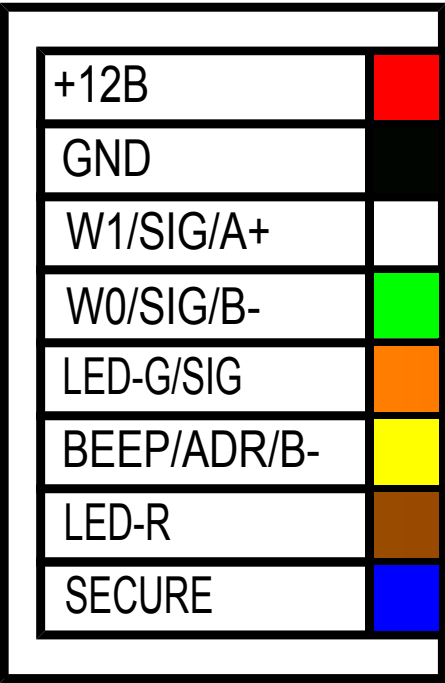 +12B
GND
W1/SIG/A+
W0/SIG/B-
LED-G/SIG
BEEP/ADR/B-
LED-R
SECURE